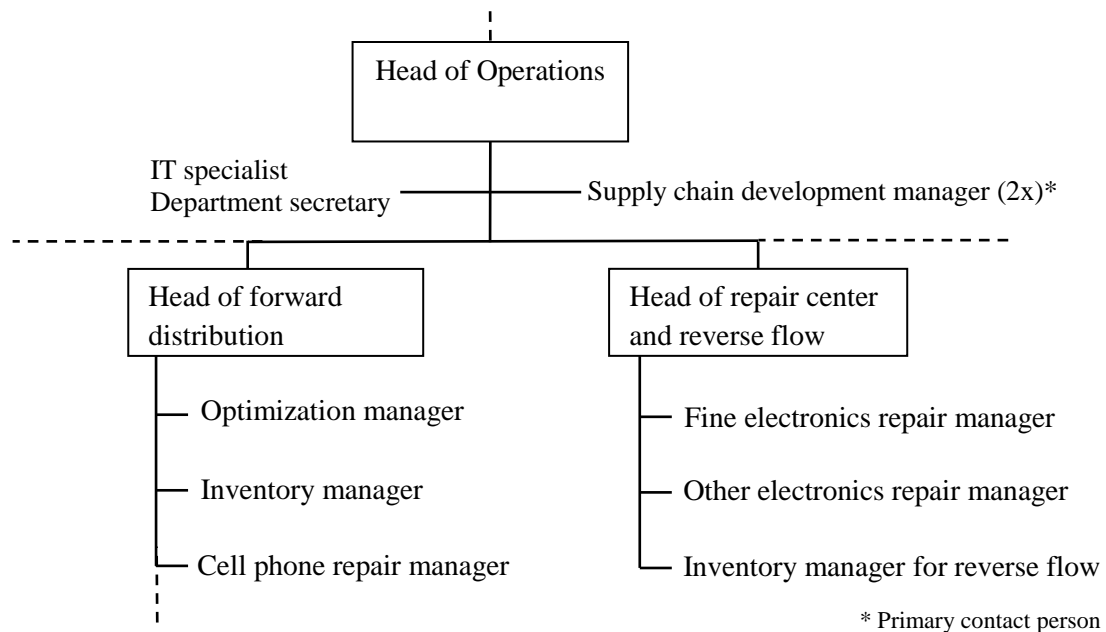 Head of Operations
IT specialist
Department secretary
Supply chain development manager (2x)*
Head of forward
distribution
Head of repair center
and reverse flow
Optimization manager
Inventory manager
Cell phone repair manager
Fine electronics repair manager
Other electronics repair manager
Inventory manager for reverse flow
* Primary contact person